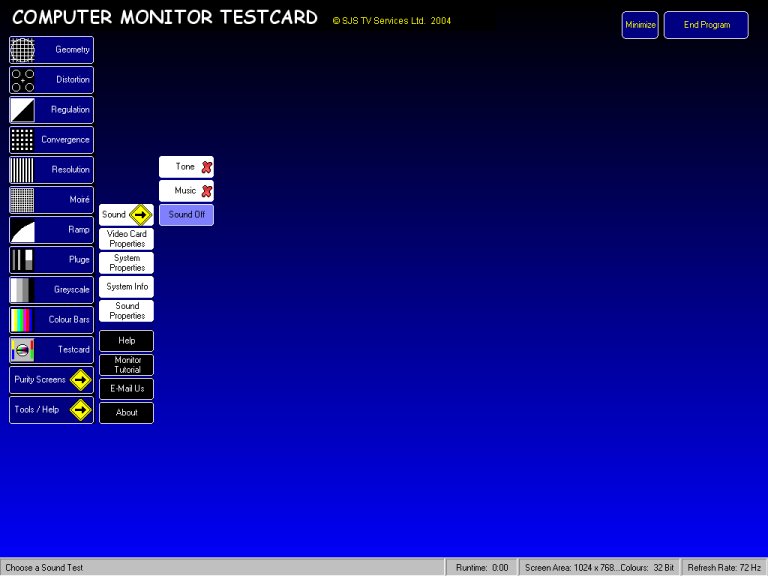 COMPUTER MONITOR TESTCARD © SJS TV Services Ltd. 2004
Minimize
End Program
Geometry
Distortion
Regulation
Convergence
Resolution
Moiré
Ramp
Pluge
Greyscale
Colour Bars
Testcard
Purity Screens
Tools / Help
Sound
Video Card
Properties
System
Properties
System Info
Sound
Properties
Help
Monitor
Tutorial
E-Mail Us
About
Tone
Music
Sound Off
Choose a Sound Test
Runtime: 0:00
Screen Area: 1024 x 768...Colours: 32 Bit
Refresh Rate: 72 Hz